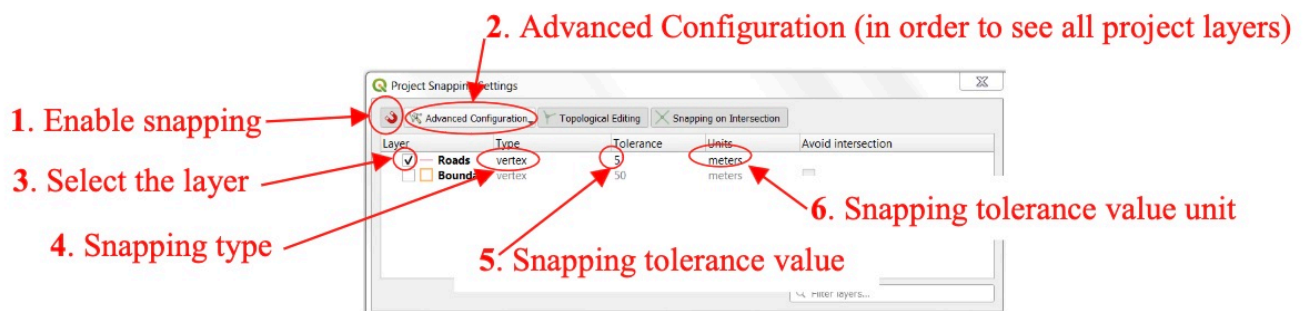 2. Advanced Configuration (in order to see all project layers)
Project Snapping Settings
1. Enable snapping
Advanced Configuration Topological Editing Snapping on Intersection
Layer Type Tolerance Units Avoid intersection
Roads vertex 5 meters
3. Select the layer
vertex 50 meters
6. Snapping tolerance value unit
4. Snapping type
5. Snapping tolerance value
Filter layers...